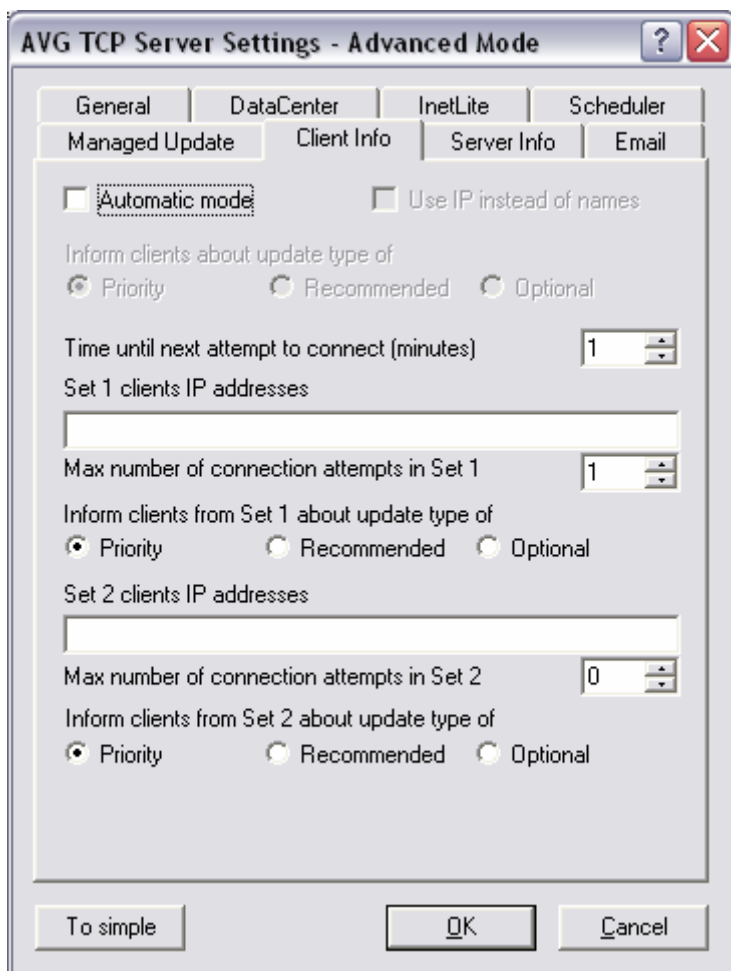 AVG TCP Server Settings - Advanced Mode
General DataCenter InetLite Scheduler
Managed Update Client Info Server Info Email
Automatic mode Use IP instead of names
Inform clients about update type of
Priority Recommended Optional
Time until next attempt to connect (minutes) 1
Set 1 clients IP addresses
Max number of connection attempts in Set 1 1
Inform clients from Set 1 about update type of
Priority Recommended Optional
Set 2 clients IP addresses
Max number of connection attempts in Set 2 0
Inform clients from Set 2 about update type of
Priority Recommended Optional
To simple OK Cancel